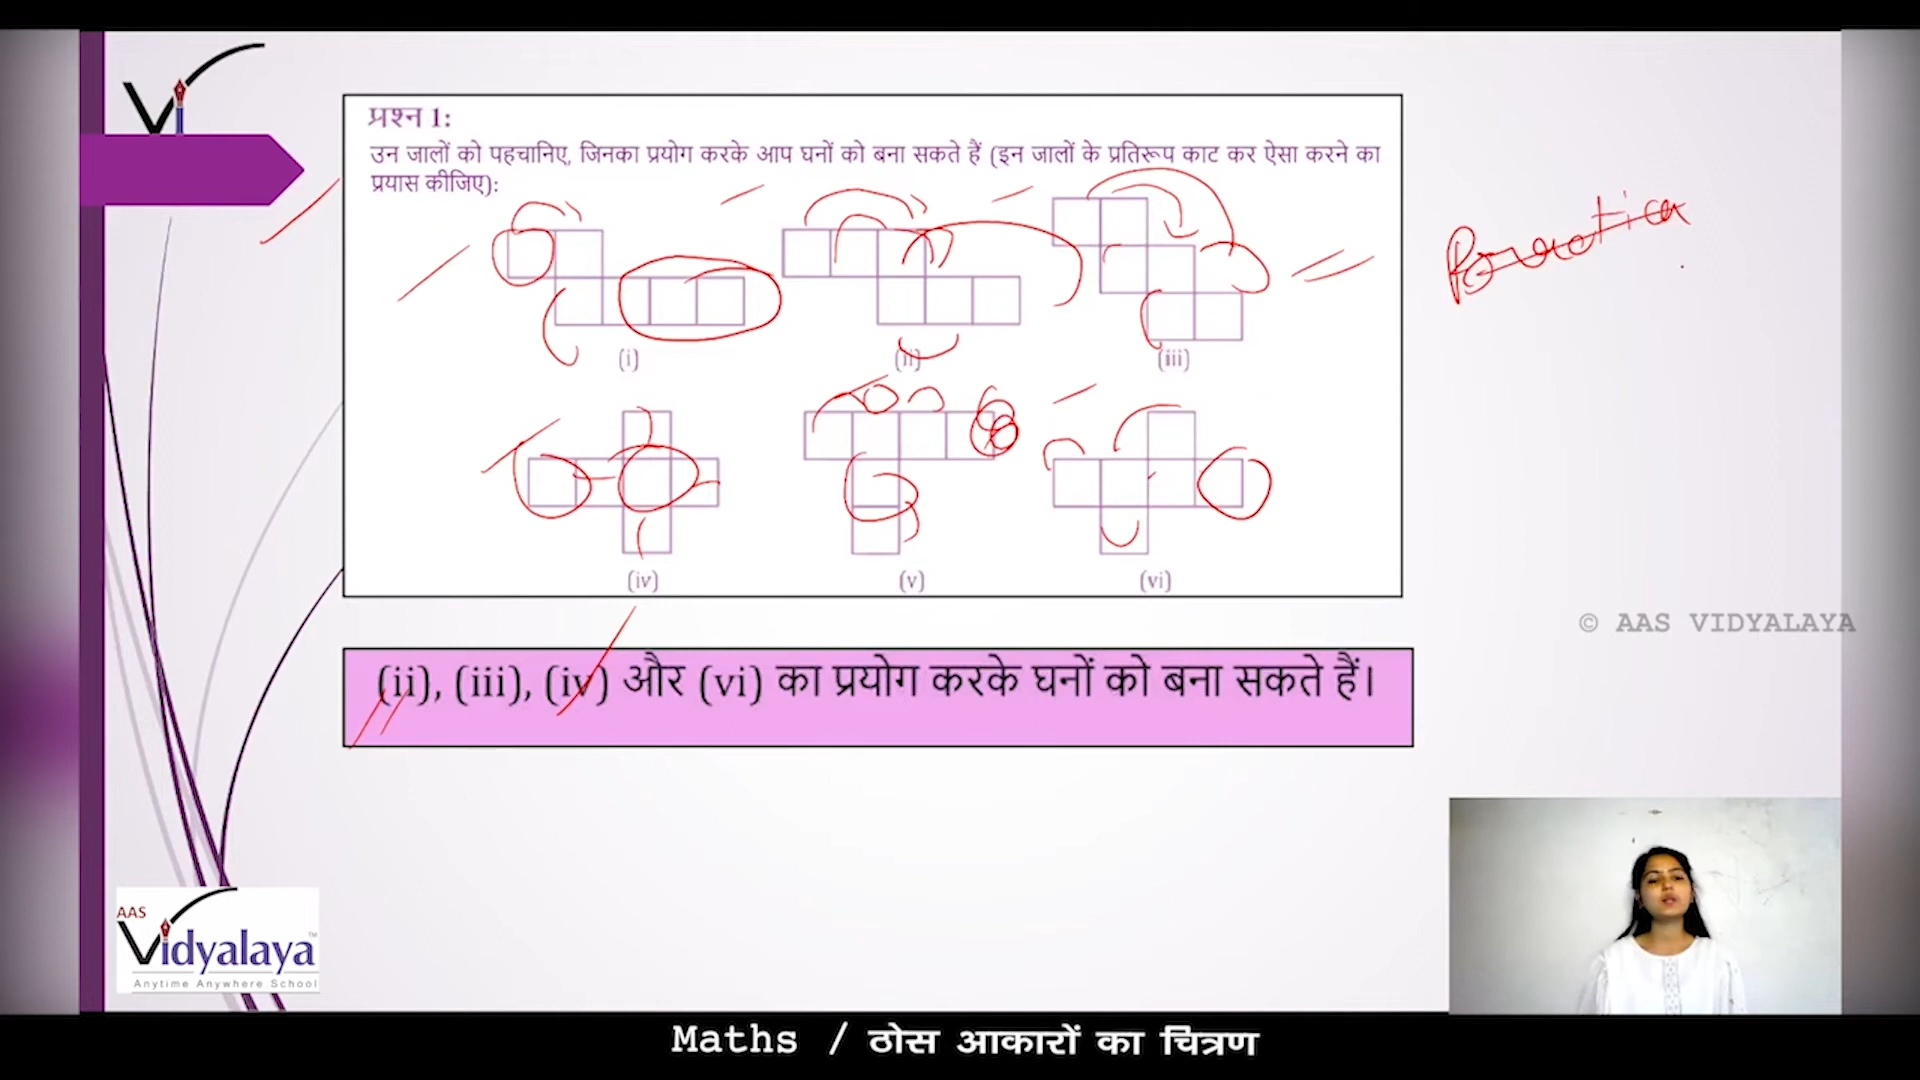 प्रश्न 1:
उन जालों को पहचानिए, जिनका प्रयोग करके आप घनों को बना सकते हैं (इन जालों के प्रतिरूप काट कर ऐसा करने का
प्रयास कीजिए):
(i) (ii) (iii)
(iv) (v) (vi)
© AAS VIDYALAYA
(ii), (iii), (iv) और (vi) का प्रयोग करके घनों को बना सकते हैं।
AAS
Vidyalaya
TM
Anytime Anywhere School
Maths / ठोस आकारों का चित्रण